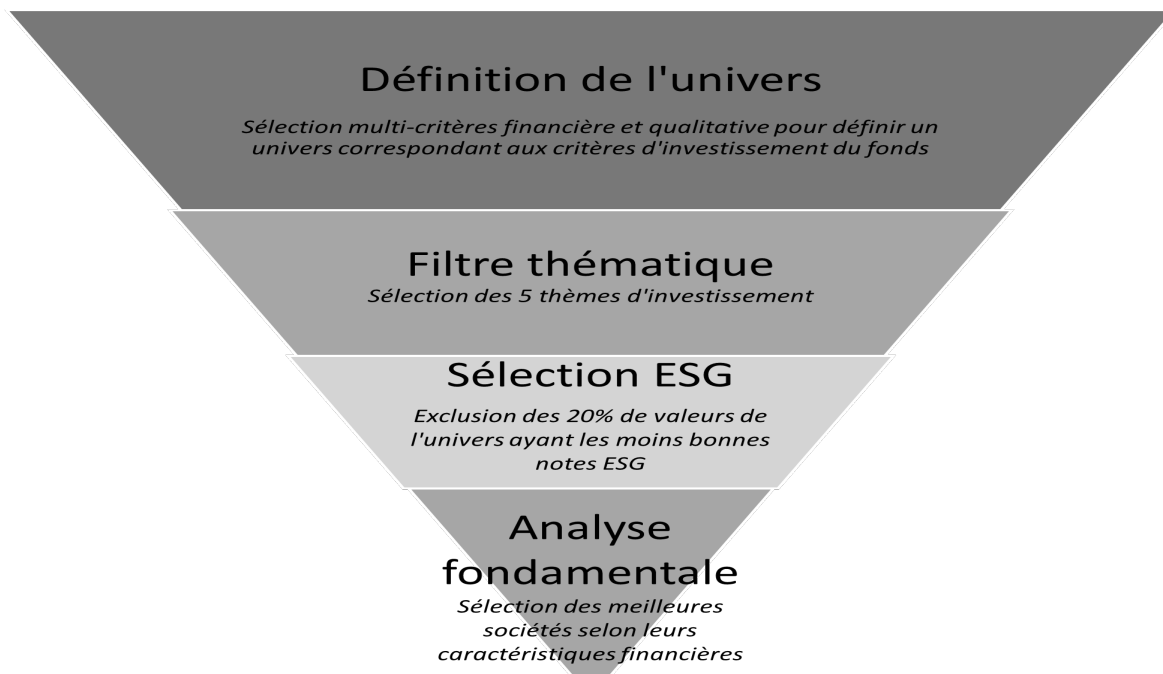 Définition de l'univers
Sélection multi-critères financière et qualitative pour définir un
univers correspondant aux critères d'investissement du fonds
Filtre thématique
Sélection des 5 thèmes d'investissement
Sélection ESG
Exclusion des 20% de valeurs de
l'univers ayant les moins bonnes
notes ESG
Analyse
fondamentale
Sélection des meilleures
sociétés selon leurs
caractéristiques financières